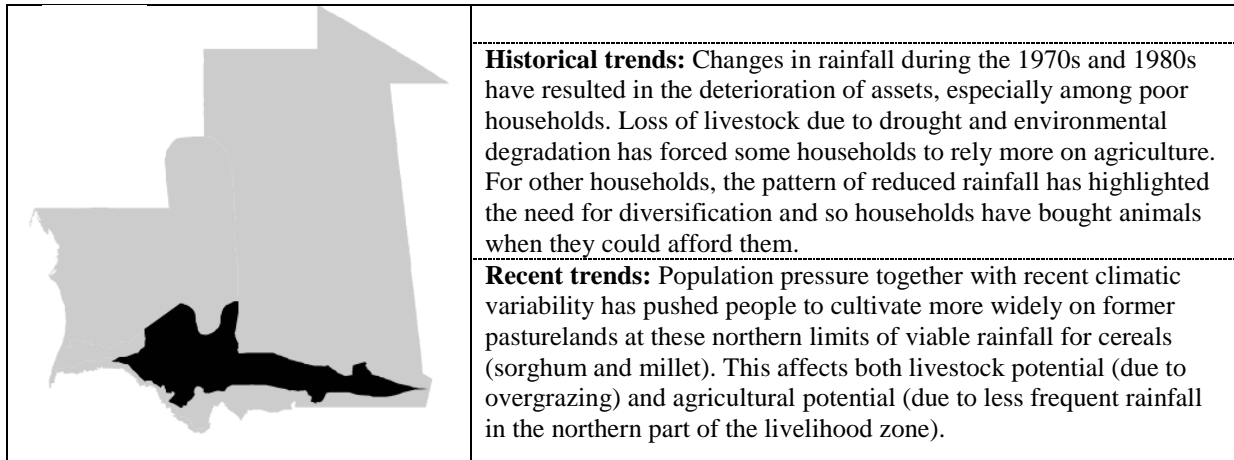 Historical trends: Changes in rainfall during the 1970s and 1980s
have resulted in the deterioration of assets, especially among poor
households. Loss of livestock due to drought and environmental
degradation has forced some households to rely more on agriculture.
For other households, the pattern of reduced rainfall has highlighted
the need for diversification and so households have bought animals
when they could afford them.
Recent trends: Population pressure together with recent climatic
variability has pushed people to cultivate more widely on former
pasturelands at these northern limits of viable rainfall for cereals
(sorghum and millet). This affects both livestock potential (due to
overgrazing) and agricultural potential (due to less frequent rainfall
in the northern part of the livelihood zone).